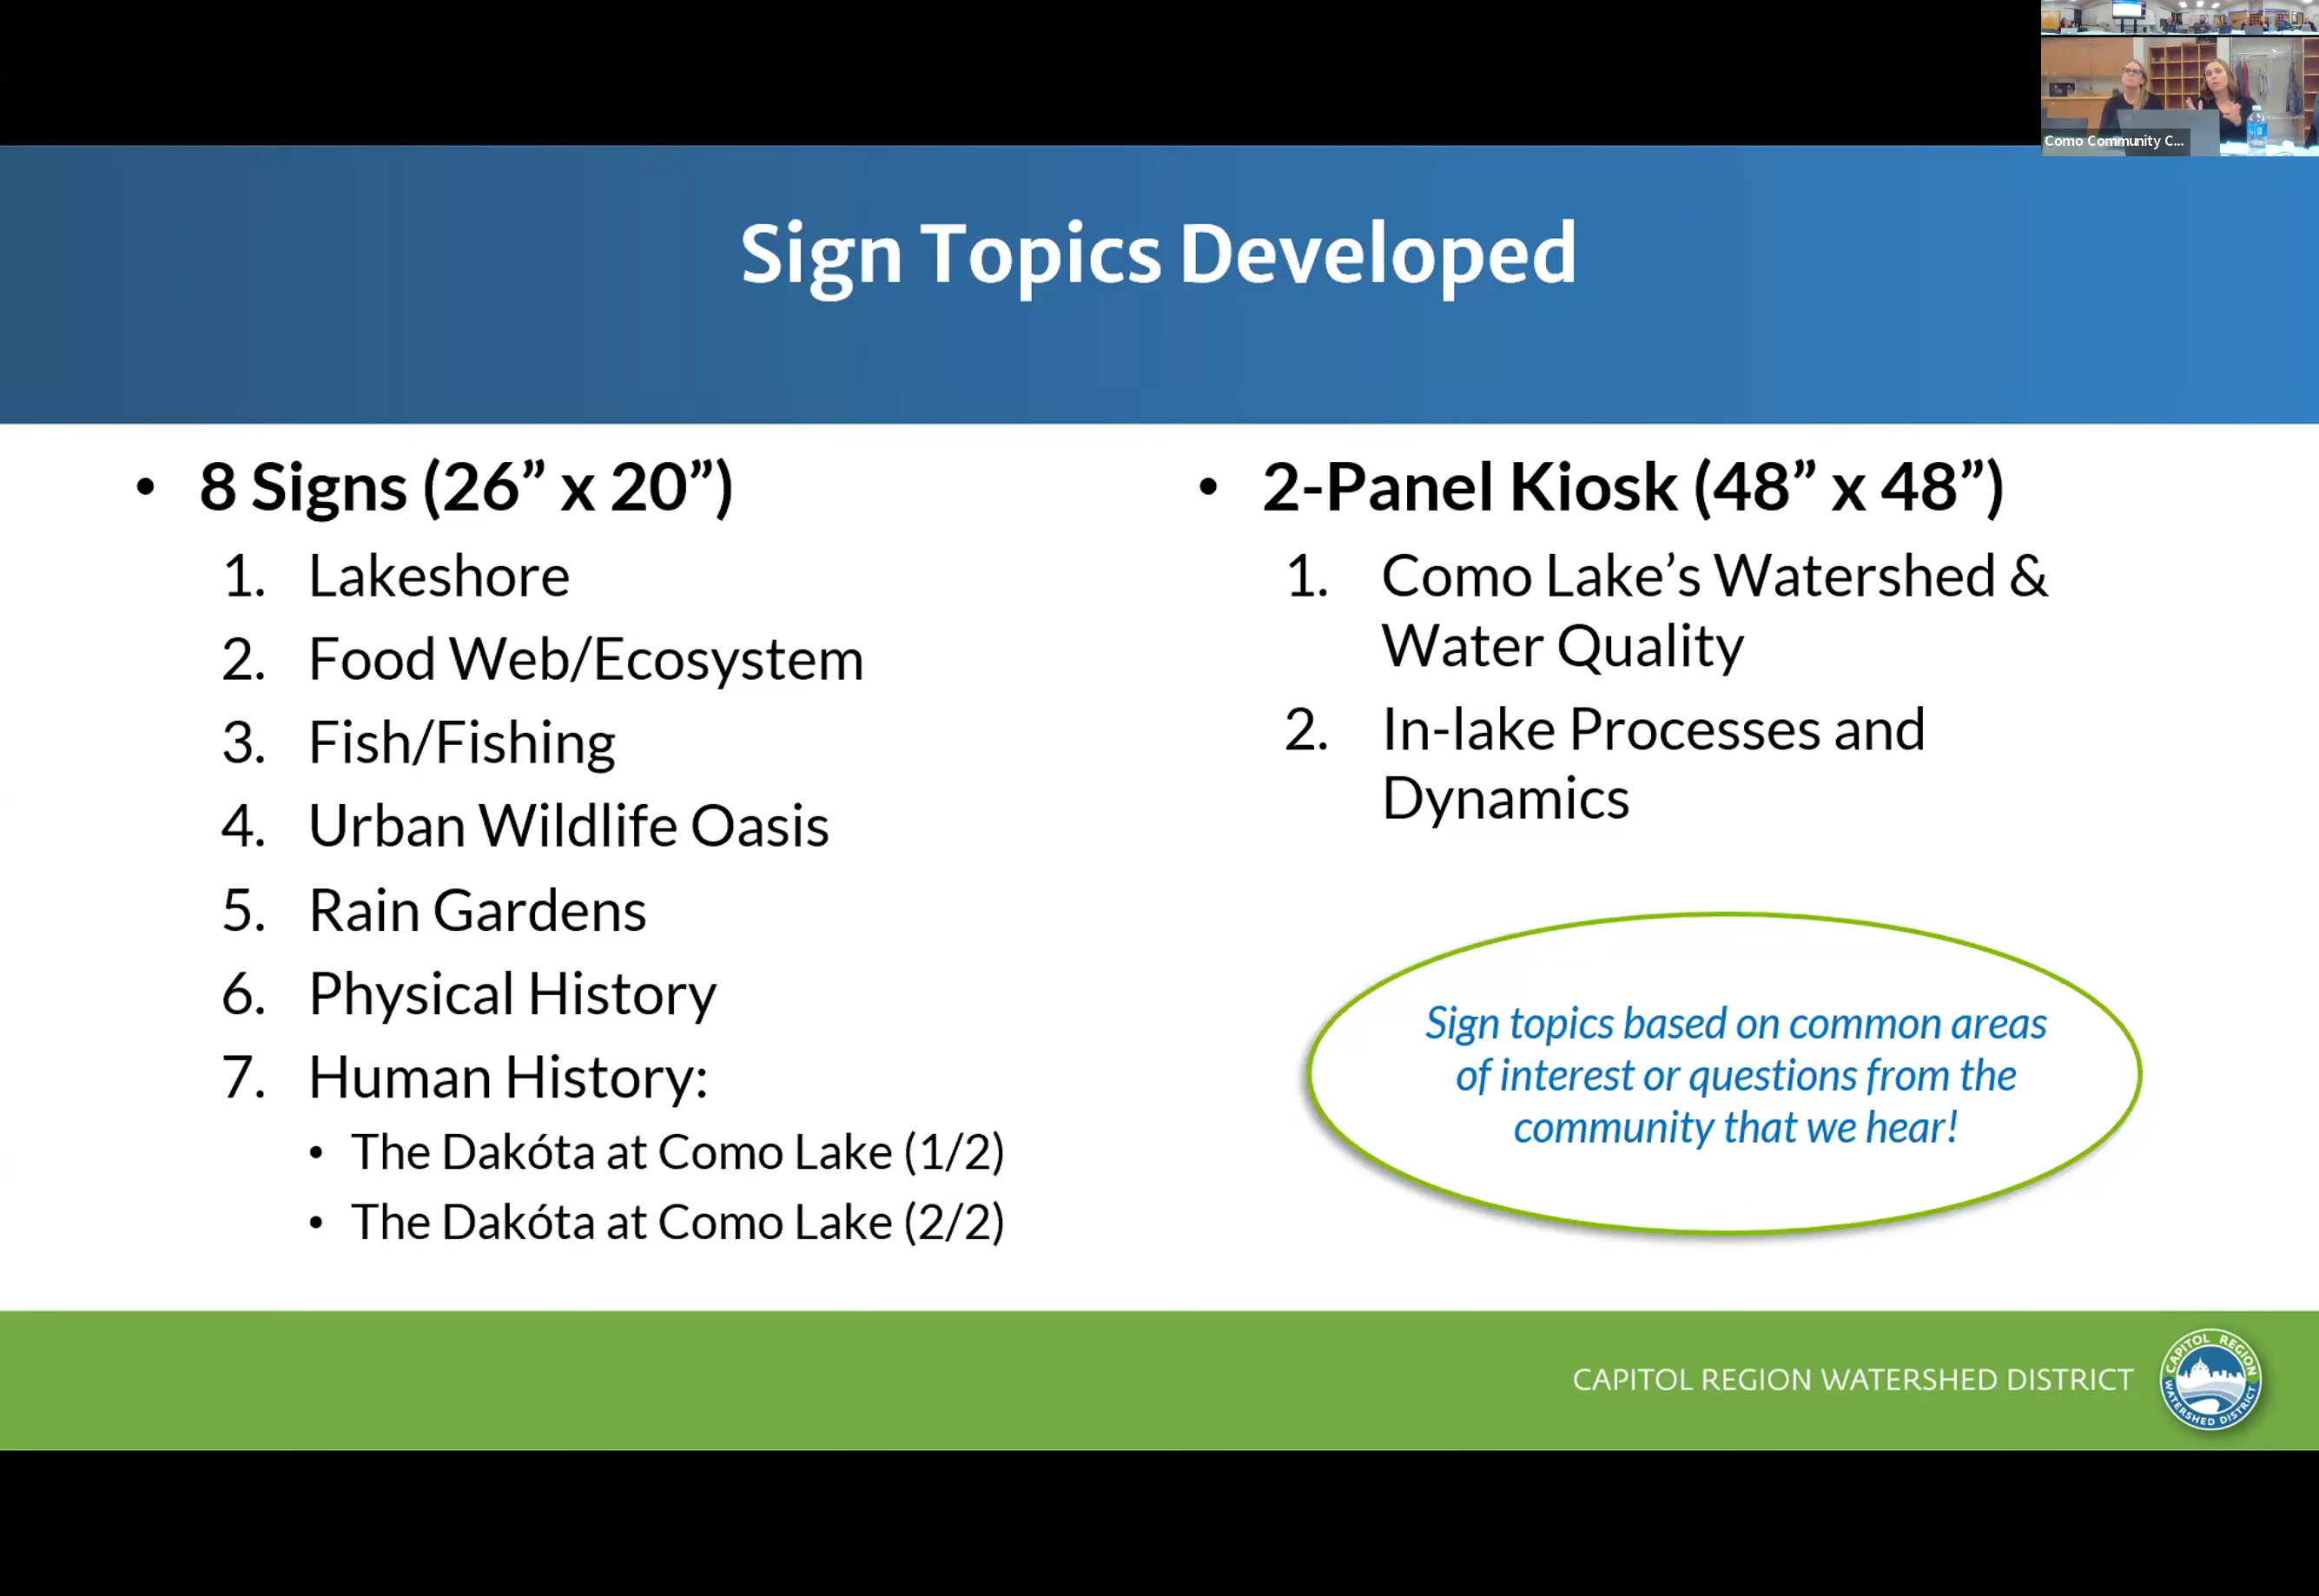 Como Community C...
Sign Topics Developed
• 8 Signs (26” x 20”)
1. Lakeshore
2. Food Web/Ecosystem
3. Fish/Fishing
4. Urban Wildlife Oasis
5. Rain Gardens
6. Physical History
7. Human History:
• The Dakóta at Como Lake (1/2)
• The Dakóta at Como Lake (2/2)
• 2-Panel Kiosk (48” x 48”)
1. Como Lake’s Watershed &
Water Quality
2. In-lake Processes and
Dynamics
Sign topics based on common areas
of interest or questions from the
community that we hear!
CAPITOL REGION WATERSHED DISTRICT
CAPITOL REGION
WATERSHED DISTRICT